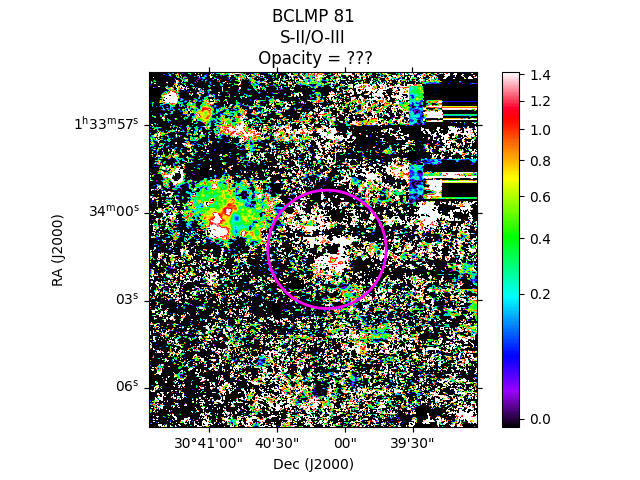 BCLMP 81
S-II/O-III
Opacity = ???
1ʰ33ᵐ57ˢ
34ᵐ00ˢ
03ˢ
06ˢ
RA (J2000)
30°41'00" 40'30" 00" 39'30"
Dec (J2000)
1.4
1.2
1.0
0.8
0.6
0.4
0.2
0.0